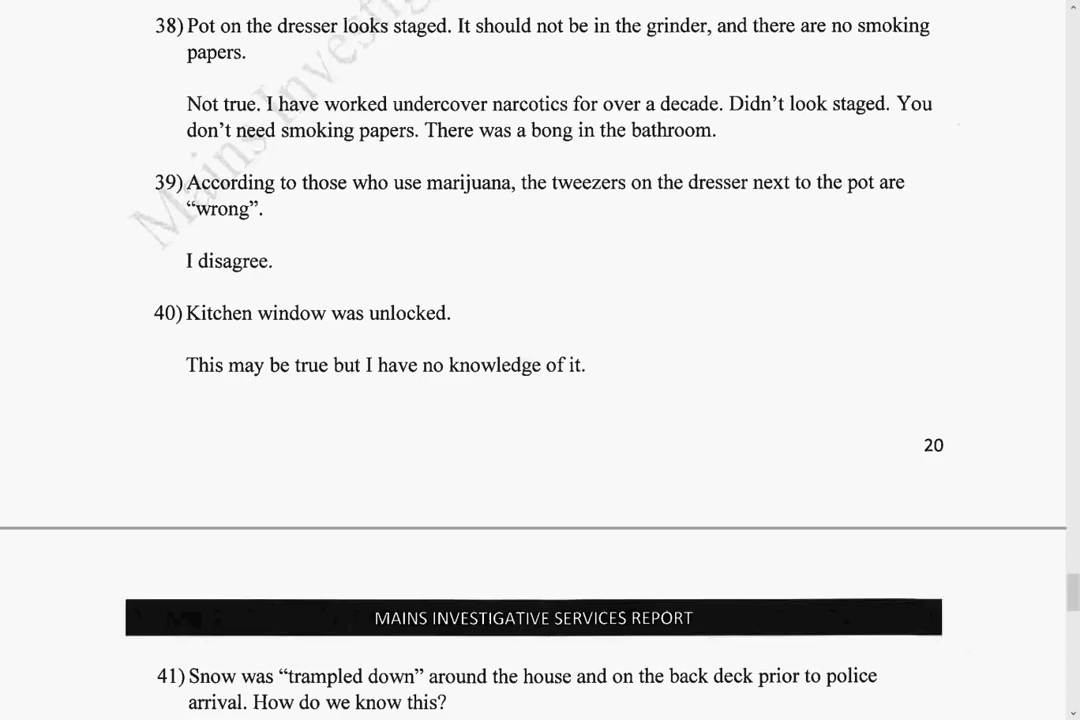 38) Pot on the dresser looks staged. It should not be in the grinder, and there are no smoking
papers.
Not true. I have worked undercover narcotics for over a decade. Didn’t look staged. You
don’t need smoking papers. There was a bong in the bathroom.
39) According to those who use marijuana, the tweezers on the dresser next to the pot are
“wrong”.
I disagree.
40) Kitchen window was unlocked.
This may be true but I have no knowledge of it.
20
MAINS INVESTIGATIVE SERVICES REPORT
41) Snow was “trampled down” around the house and on the back deck prior to police
arrival. How do we know this?
Mains Investig